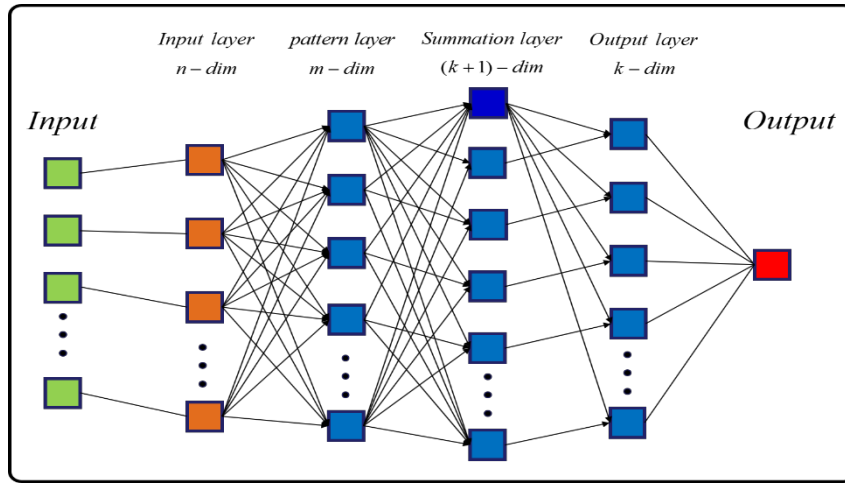 Input layer
n − dim
pattern layer
m − dim
Summation layer
(k + 1) − dim
Output layer
k − dim
Input
Output